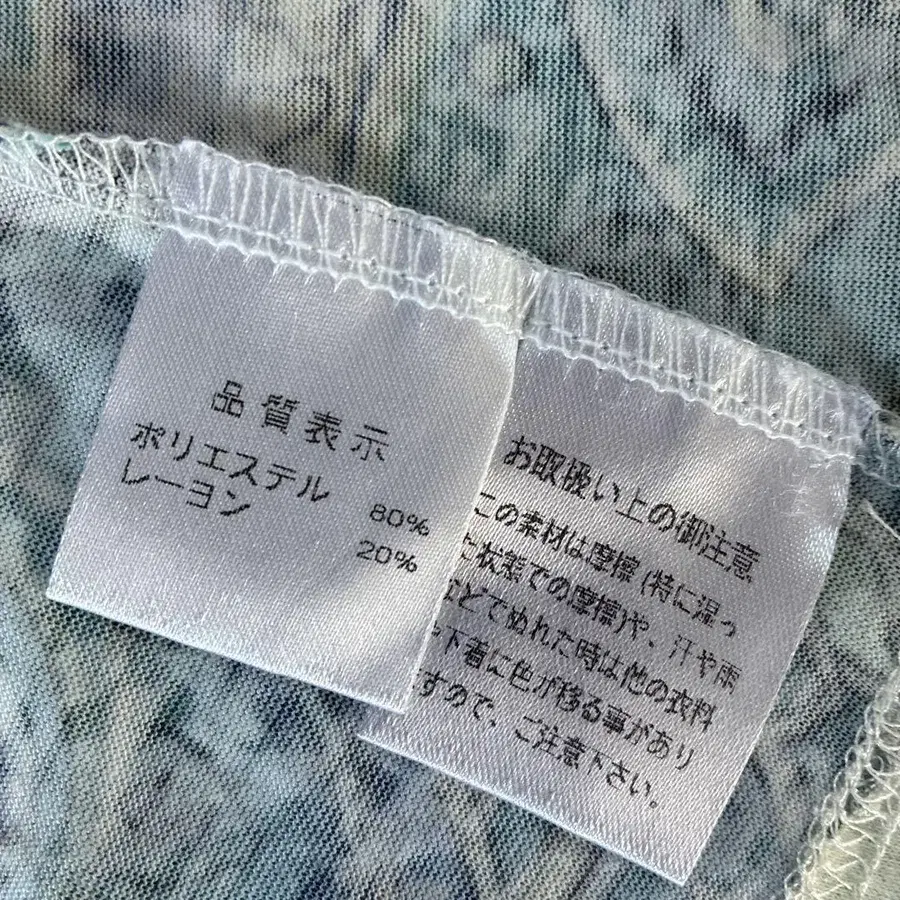 品質表示
ポリエステル 80%
レーヨン 20%
お取扱い上の御注意
この素材は摩擦(特に湿っ
た状態での摩擦)や、汗や雨
などでぬれた時は他の衣料
や下着に色が移る事があり
ますので、ご注意下さい。